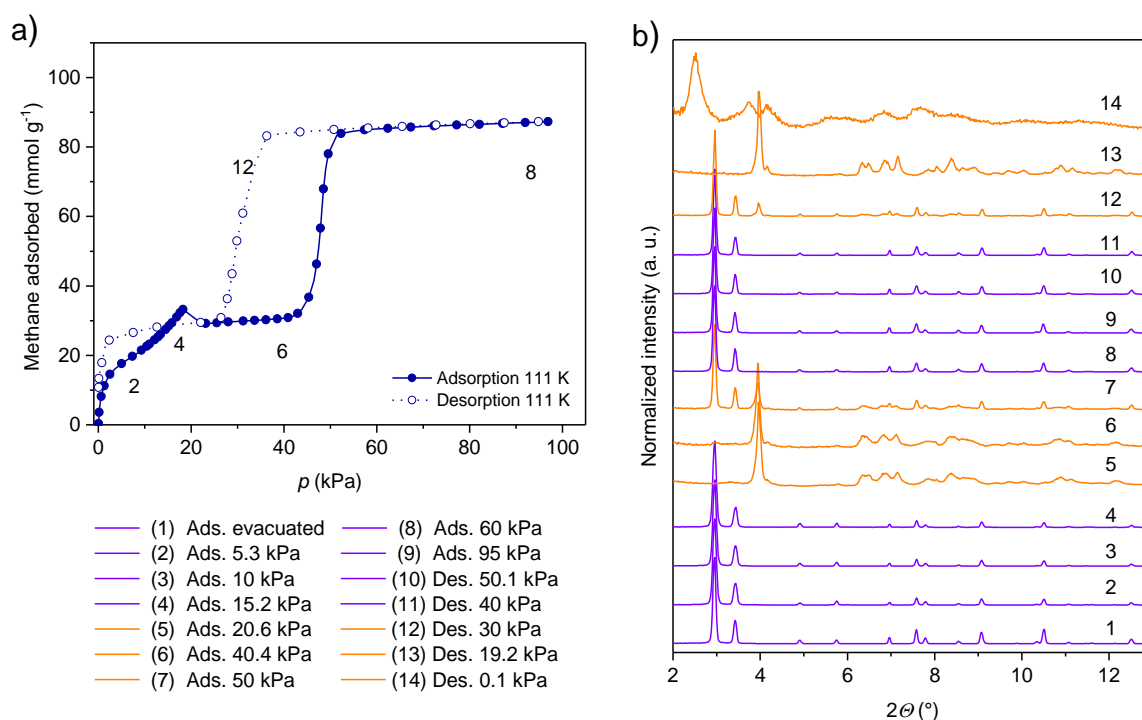 a)
Methane adsorbed (mmol g⁻¹)
100
80
60
40
20
0
12
8
4
6
2
Adsorption 111 K
Desorption 111 K
0 20 40 60 80 100
p (kPa)
(1) Ads. evacuated
(2) Ads. 5.3 kPa
(3) Ads. 10 kPa
(4) Ads. 15.2 kPa
(5) Ads. 20.6 kPa
(6) Ads. 40.4 kPa
(7) Ads. 50 kPa
(8) Ads. 60 kPa
(9) Ads. 95 kPa
(10) Des. 50.1 kPa
(11) Des. 40 kPa
(12) Des. 30 kPa
(13) Des. 19.2 kPa
(14) Des. 0.1 kPa
b)
Normalized intensity (a. u.)
14
13
12
11
10
9
8
7
6
5
4
3
2
1
2 4 6 8 10 12
2Θ (°)